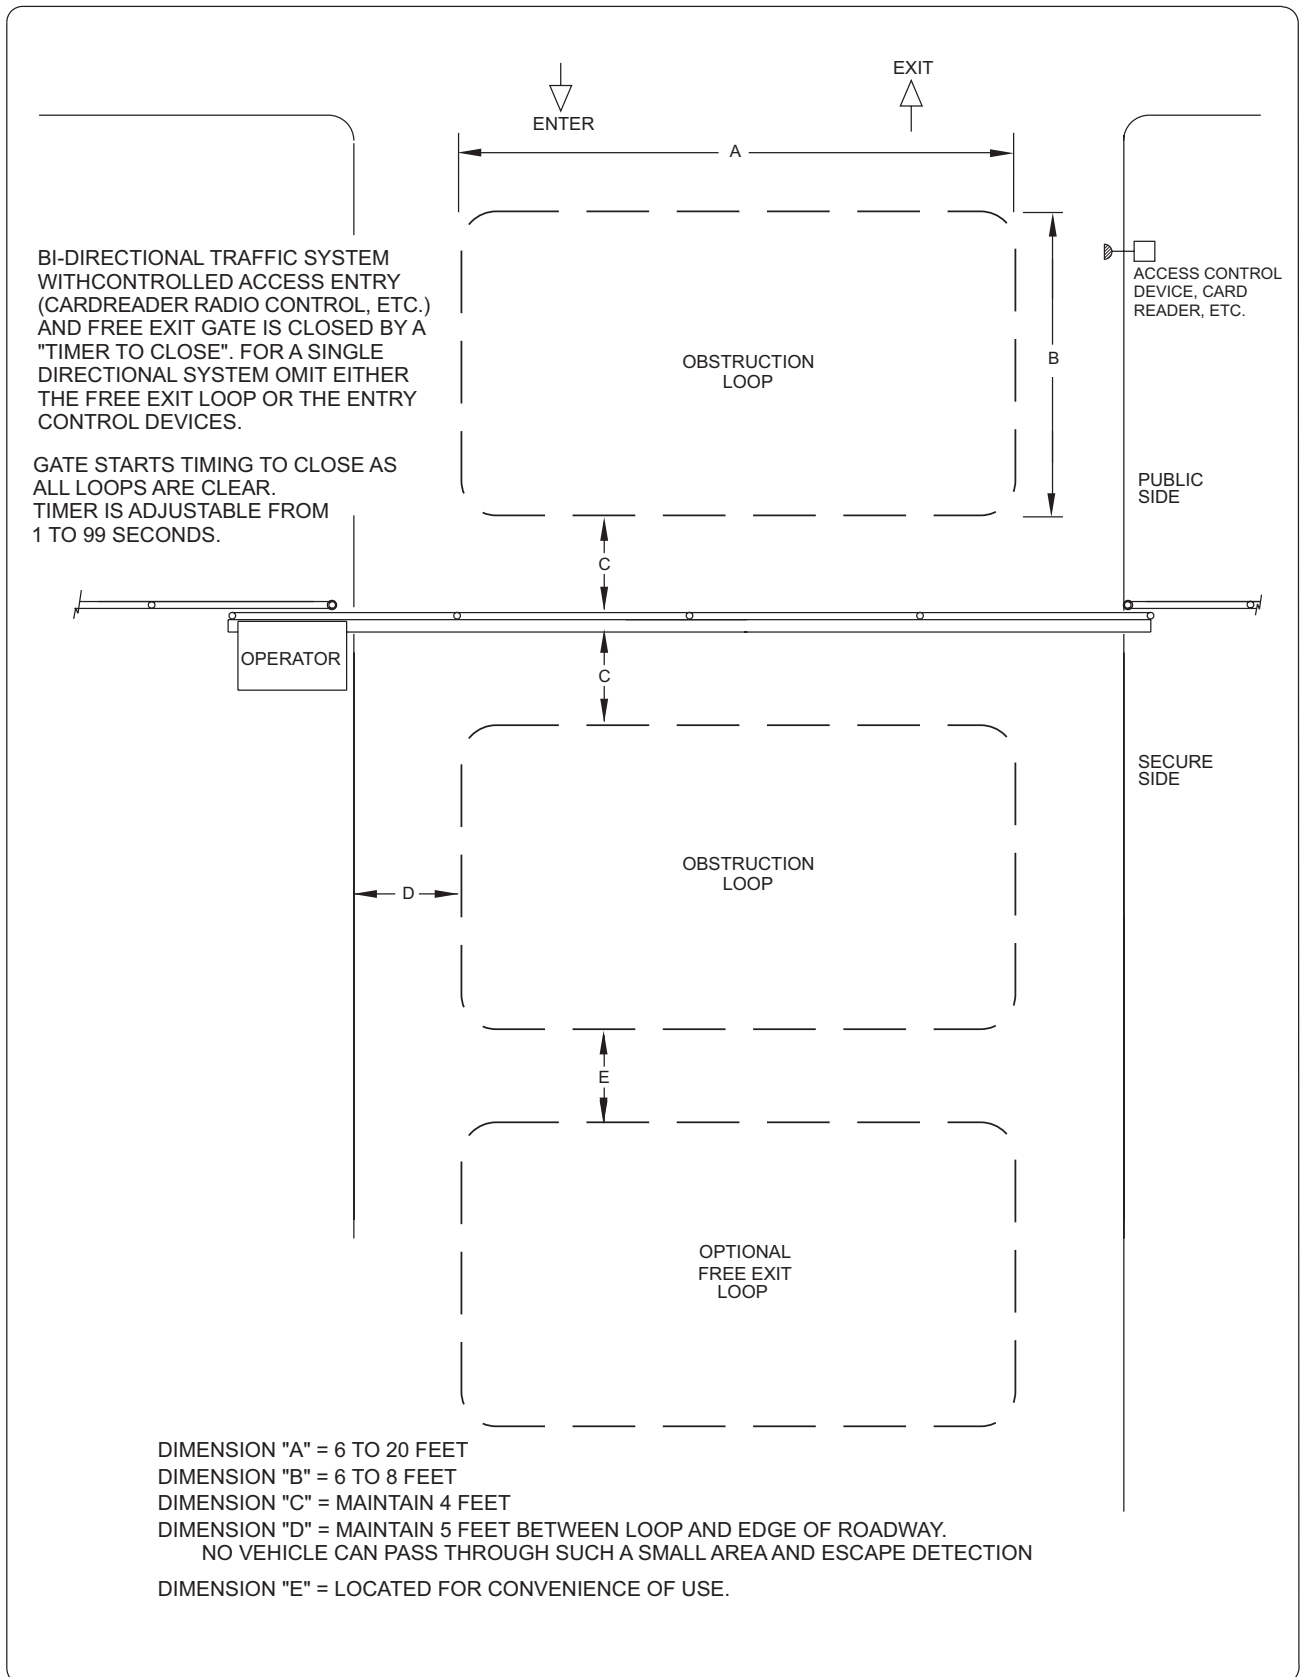 EXIT
ENTER
A
BI-DIRECTIONAL TRAFFIC SYSTEM
WITHCONTROLLED ACCESS ENTRY
(CARDREADER RADIO CONTROL, ETC.)
AND FREE EXIT GATE IS CLOSED BY A
"TIMER TO CLOSE". FOR A SINGLE
DIRECTIONAL SYSTEM OMIT EITHER
THE FREE EXIT LOOP OR THE ENTRY
CONTROL DEVICES.
GATE STARTS TIMING TO CLOSE AS
ALL LOOPS ARE CLEAR.
TIMER IS ADJUSTABLE FROM
1 TO 99 SECONDS.
OBSTRUCTION
LOOP
B
ACCESS CONTROL
DEVICE, CARD
READER, ETC.
PUBLIC
SIDE
C
OPERATOR
C
SECURE
SIDE
OBSTRUCTION
LOOP
D
E
OPTIONAL
FREE EXIT
LOOP
DIMENSION "A" = 6 TO 20 FEET
DIMENSION "B" = 6 TO 8 FEET
DIMENSION "C" = MAINTAIN 4 FEET
DIMENSION "D" = MAINTAIN 5 FEET BETWEEN LOOP AND EDGE OF ROADWAY.
NO VEHICLE CAN PASS THROUGH SUCH A SMALL AREA AND ESCAPE DETECTION
DIMENSION "E" = LOCATED FOR CONVENIENCE OF USE.